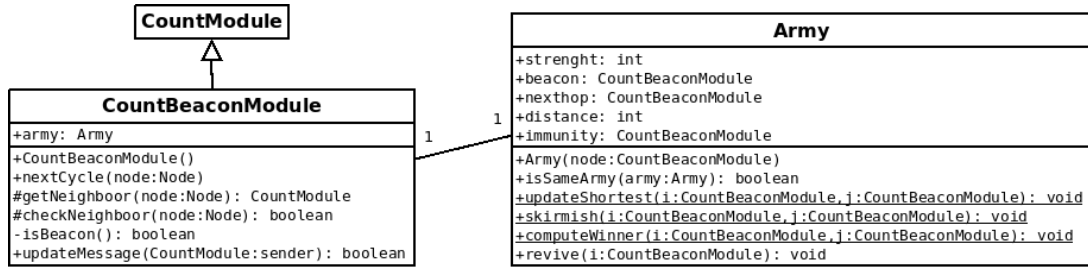 CountModule
CountBeaconModule
+army: Army
+CountBeaconModule()
+nextCycle(node:Node)
#getNeighboor(node:Node): CountModule
#checkNeighboor(node:Node): boolean
-isBeacon(): boolean
+updateMessage(CountModule:sender): boolean
1
1
Army
+strenght: int
+beacon: CountBeaconModule
+nexthop: CountBeaconModule
+distance: int
+immunity: CountBeaconModule
+Army(node:CountBeaconModule)
+isSameArmy(army:Army): boolean
+updateShortest(i:CountBeaconModule,j:CountBeaconModule): void
+skirmish(i:CountBeaconModule,j:CountBeaconModule): void
+computeWinner(i:CountBeaconModule,j:CountBeaconModule): void
+revive(i:CountBeaconModule): void